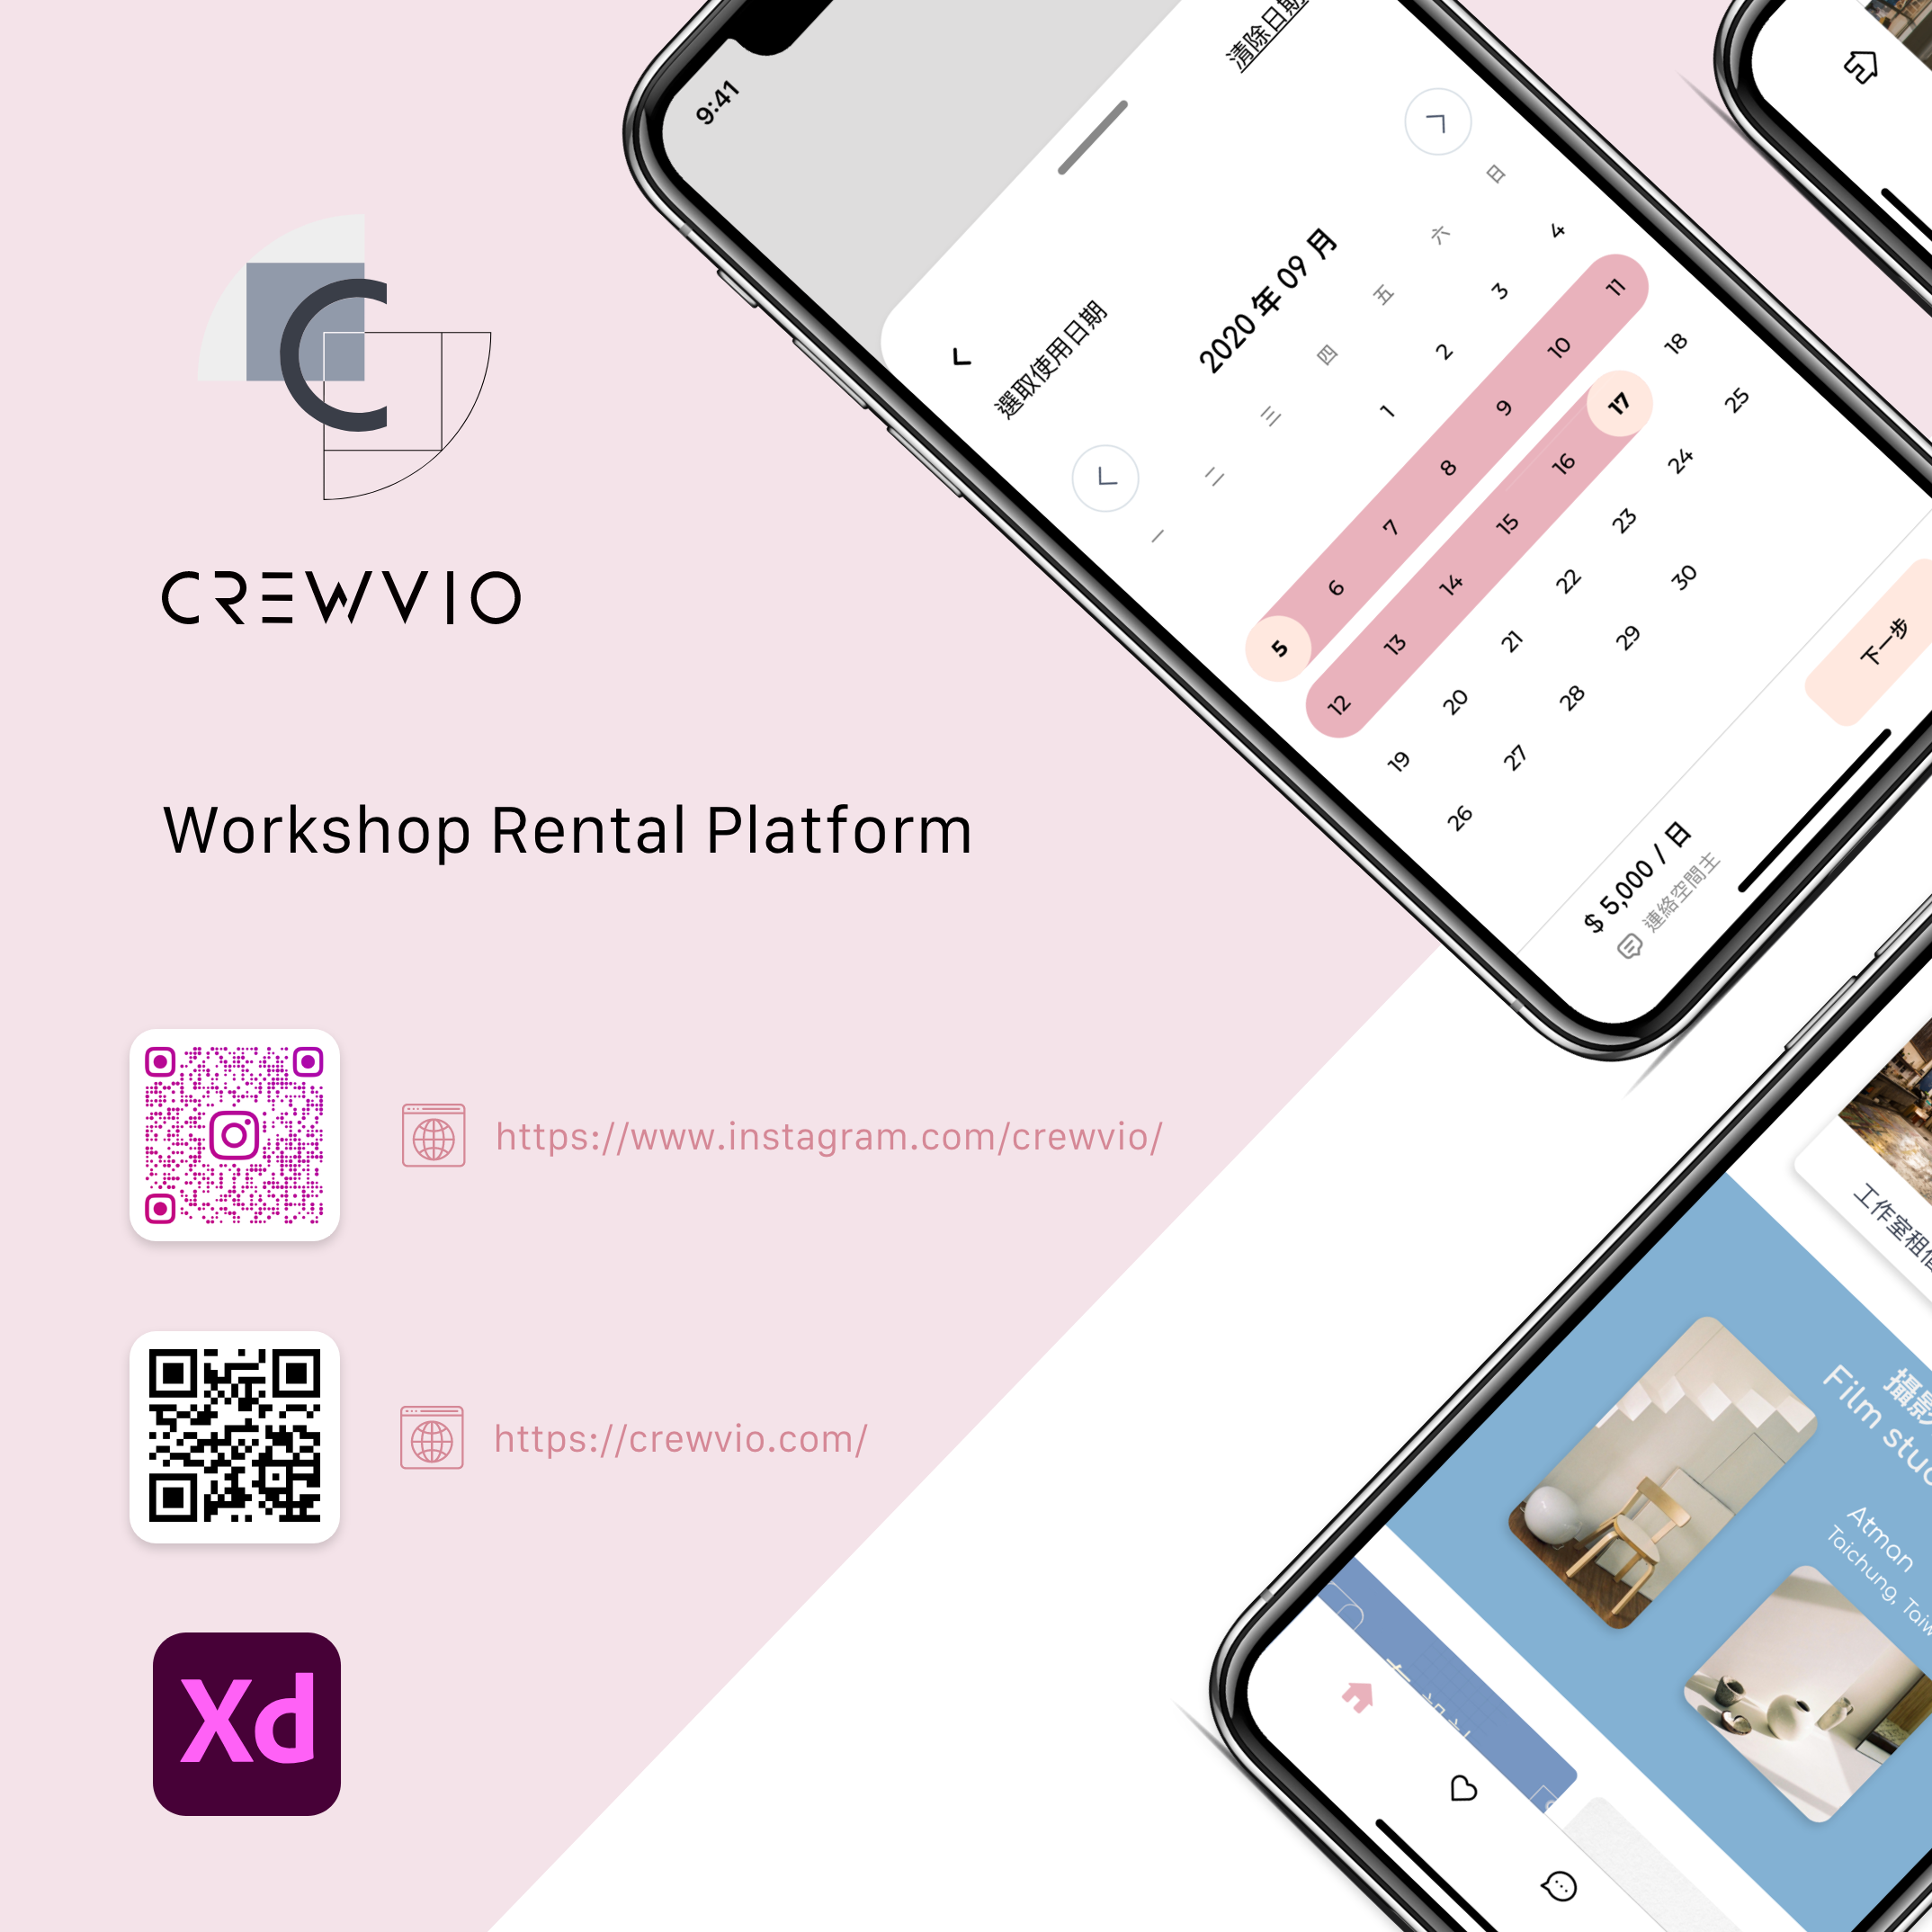 CREWVIO
Workshop Rental Platform
https://www.instagram.com/crewvio/
https://crewvio.com/
Xd
9:41
清除日期
選取使用日期
2020 年 09 月
一 二 三 四 五 六 日
1 2 3 4
5 6 7 8 9 10 11
12 13 14 15 16 17 18
19 20 21 22 23 24 25
26 27 28 29 30
$ 5,000 / 日
連絡空間主
下一步
工作室租
攝影
Film stud
Atman
Taichung, Taiw